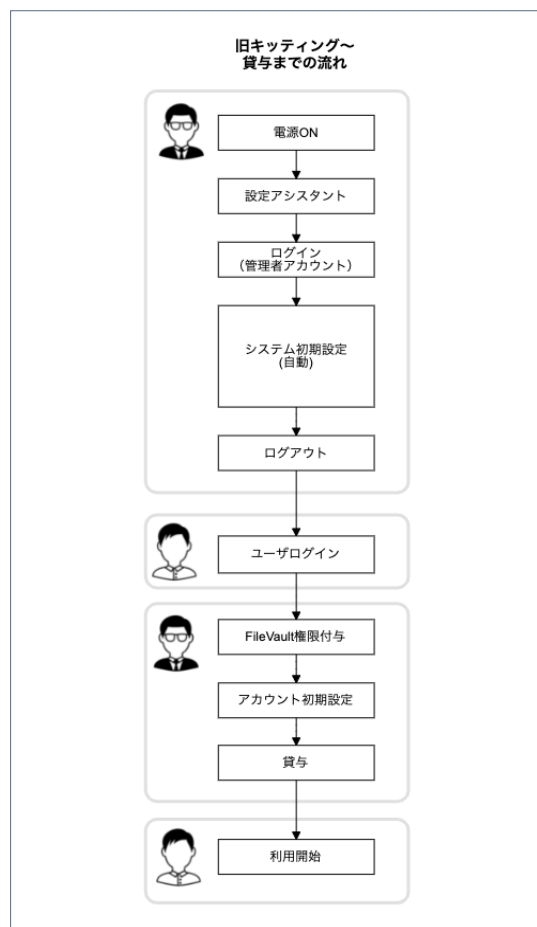 旧キッティング〜
貸与までの流れ
電源ON
設定アシスタント
ログイン
（管理者アカウント）
システム初期設定
(自動)
ログアウト
ユーザログイン
FileVault権限付与
アカウント初期設定
貸与
利用開始